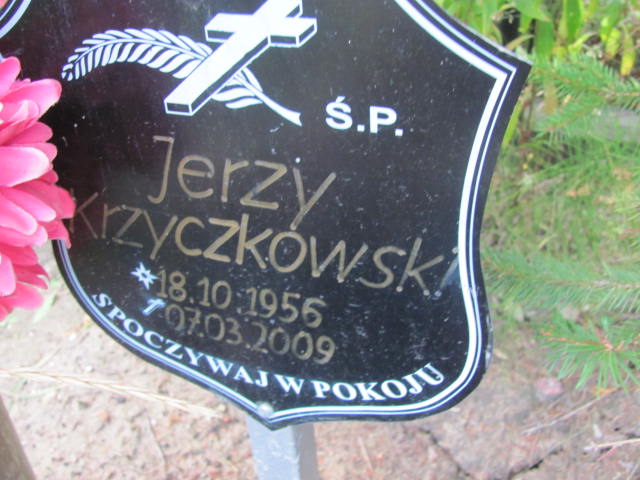 Ś.P.
Jerzy
Krzyczkowski
18.10.1956
07.03.2009
SPOCZYWAJ W POKOJU